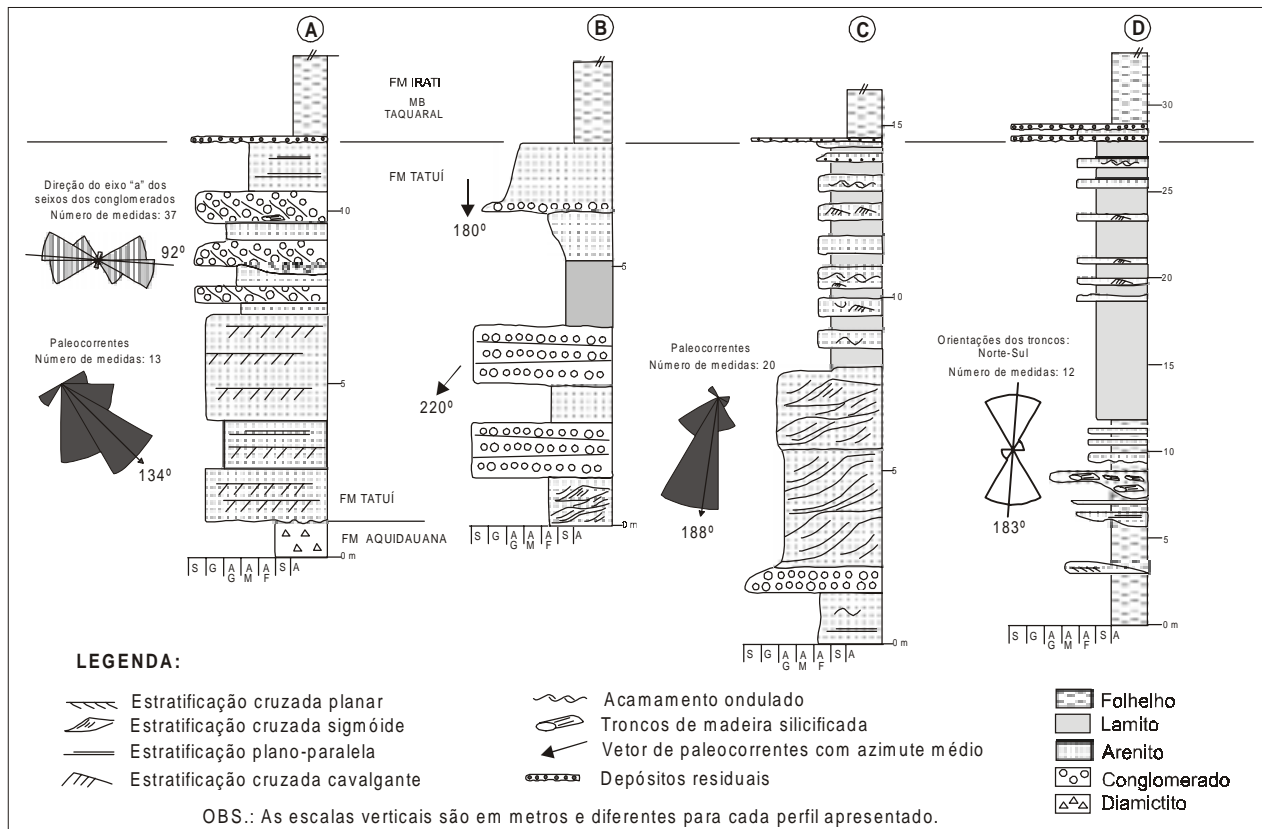 A
B
C
D
FM IRATI
MB
TAQUARAL
FM TATUÍ
Direção do eixo "a" dos
seixos dos conglomerados
Número de medidas: 37
92º
Paleocorrentes
Número de medidas: 13
134º
10
5
0 m
FM TATUÍ
FM AQUIDAUANA
S G A A A S A
G M F
180º
220º
5
0 m
S G A A A S A
G M F
Paleocorrentes
Número de medidas: 20
188º
15
10
5
0 m
S G A A A S A
G M F
Orientações dos troncos:
Norte-Sul
Número de medidas: 12
183º
30
25
20
15
10
5
0 m
S G A A A S A
G M F
LEGENDA:
Estratificação cruzada planar
Estratificação cruzada sigmóide
Estratificação plano-paralela
Estratificação cruzada cavalgante
Acamamento ondulado
Troncos de madeira silicificada
Vetor de paleocorrentes com azimute médio
Depósitos residuais
Folhelho
Lamito
Arenito
Conglomerado
Diamictito
OBS.: As escalas verticais são em metros e diferentes para cada perfil apresentado.